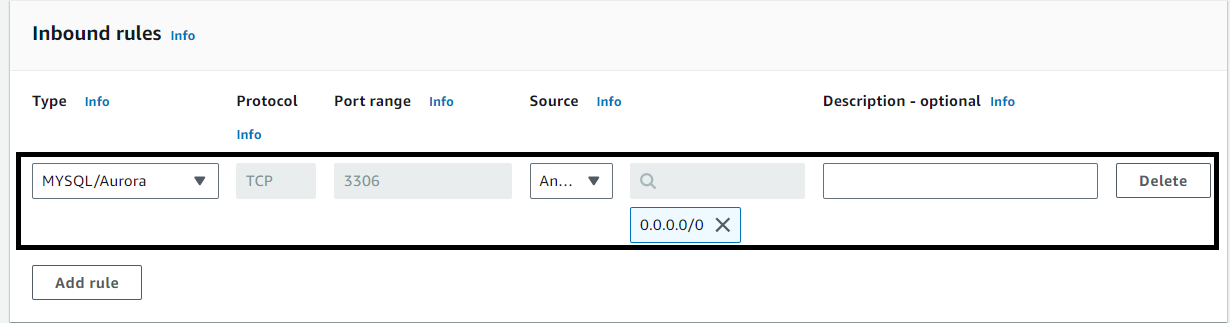 Inbound rules Info
Type Info Protocol Port range Info Source Info Description - optional Info
Info
MYSQL/Aurora TCP 3306 An... Delete
0.0.0.0/0
Add rule